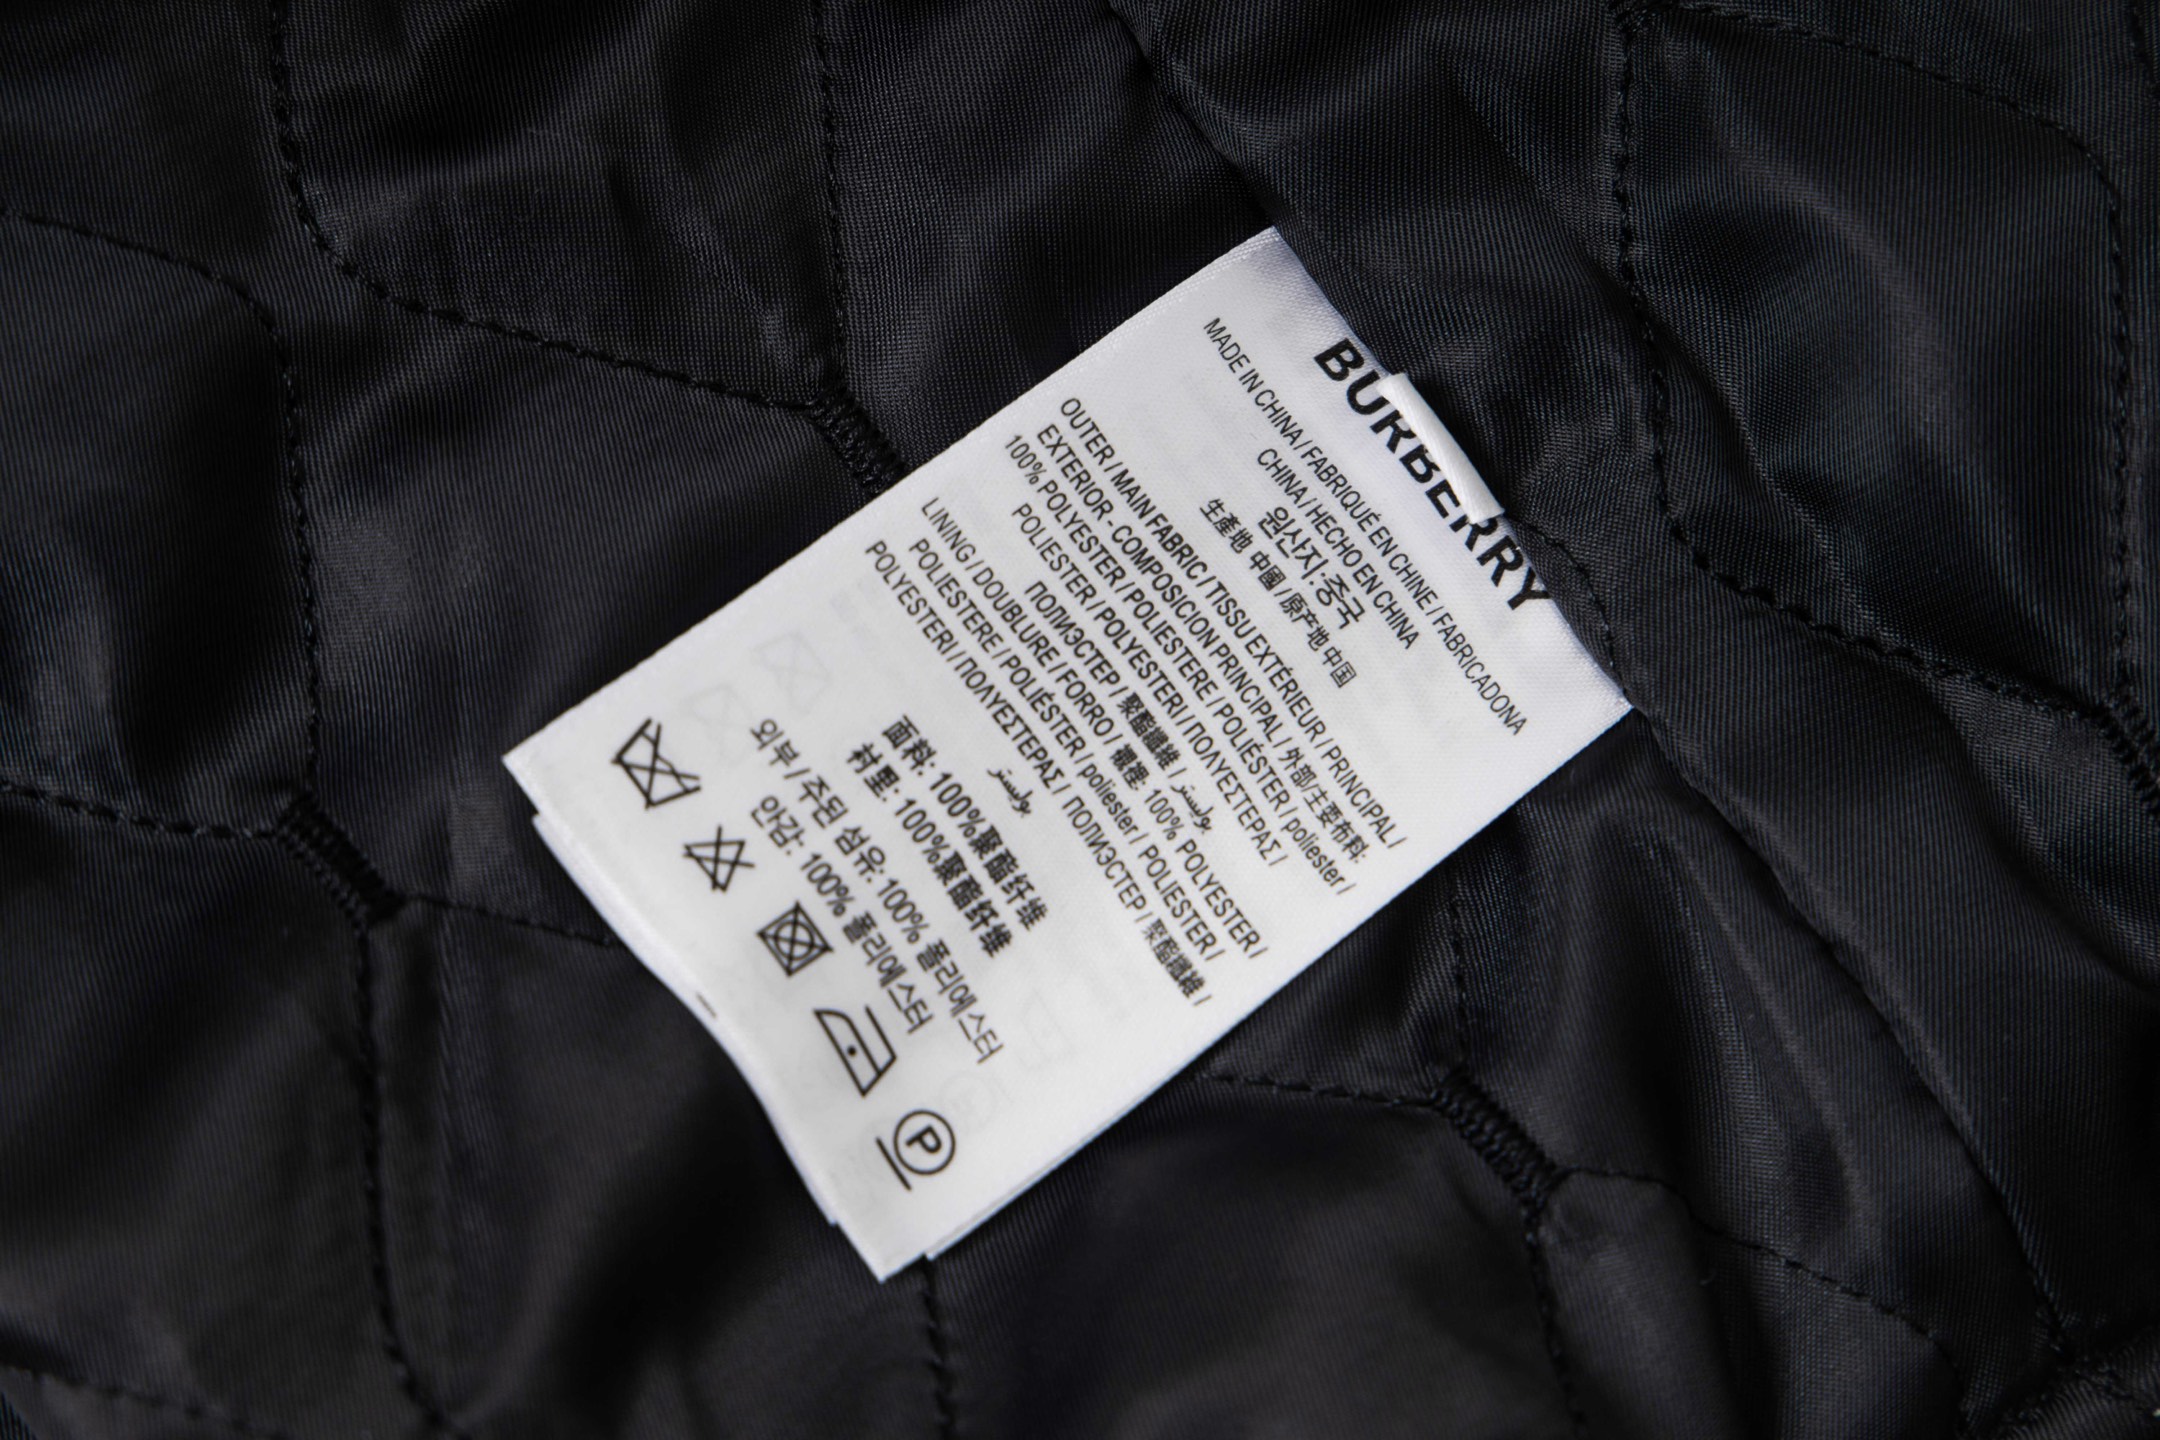 BURBERRY
MADE IN CHINA / FABRIQUÉ EN CHINE / FABRICADO NA
CHINA / HECHO EN CHINA
원산지:중국
生產地 中國 / 原产地 中国
OUTER / MAIN FABRIC / TISSU EXTÉRIEUR / PRINCIPAL /
EXTERIOR - COMPOSICION PRINCIPAL / 外部/主要布料:
100% POLYESTER / POLIESTERE / POLIÉSTER / poliester /
POLIESTER / POLYESTERI / ΠΟΛΥΕΣΤΕΡΑΣ /
ПОЛИЭСТЕР / 聚酯纖維 / بوليستر
LINING / DOUBLURE / FORRO / 襯裡: 100% POLYESTER /
POLIESTERE / POLIÉSTER / poliester / POLIESTER /
POLYESTERI / ΠΟΛΥΕΣΤΕΡΑΣ / ПОЛИЭСТЕР / 聚酯纖維 /
بوليستر
面料: 100%聚酯纤维
衬里: 100%聚酯纤维
외부 / 주된 섬유: 100% 폴리에스터
안감: 100% 폴리에스터
P